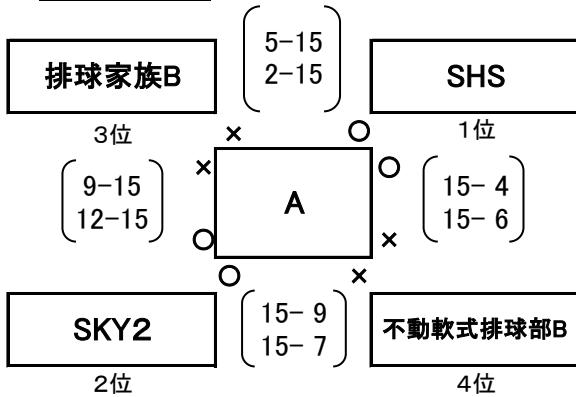 5-15
2-15
排球家族B
SHS
3位
1位
× ○
× ○
9-15
12-15
A
15- 4
15- 6
○ ×
○ ×
15- 9
15- 7
SKY2
不動軟式排球部B
2位
4位